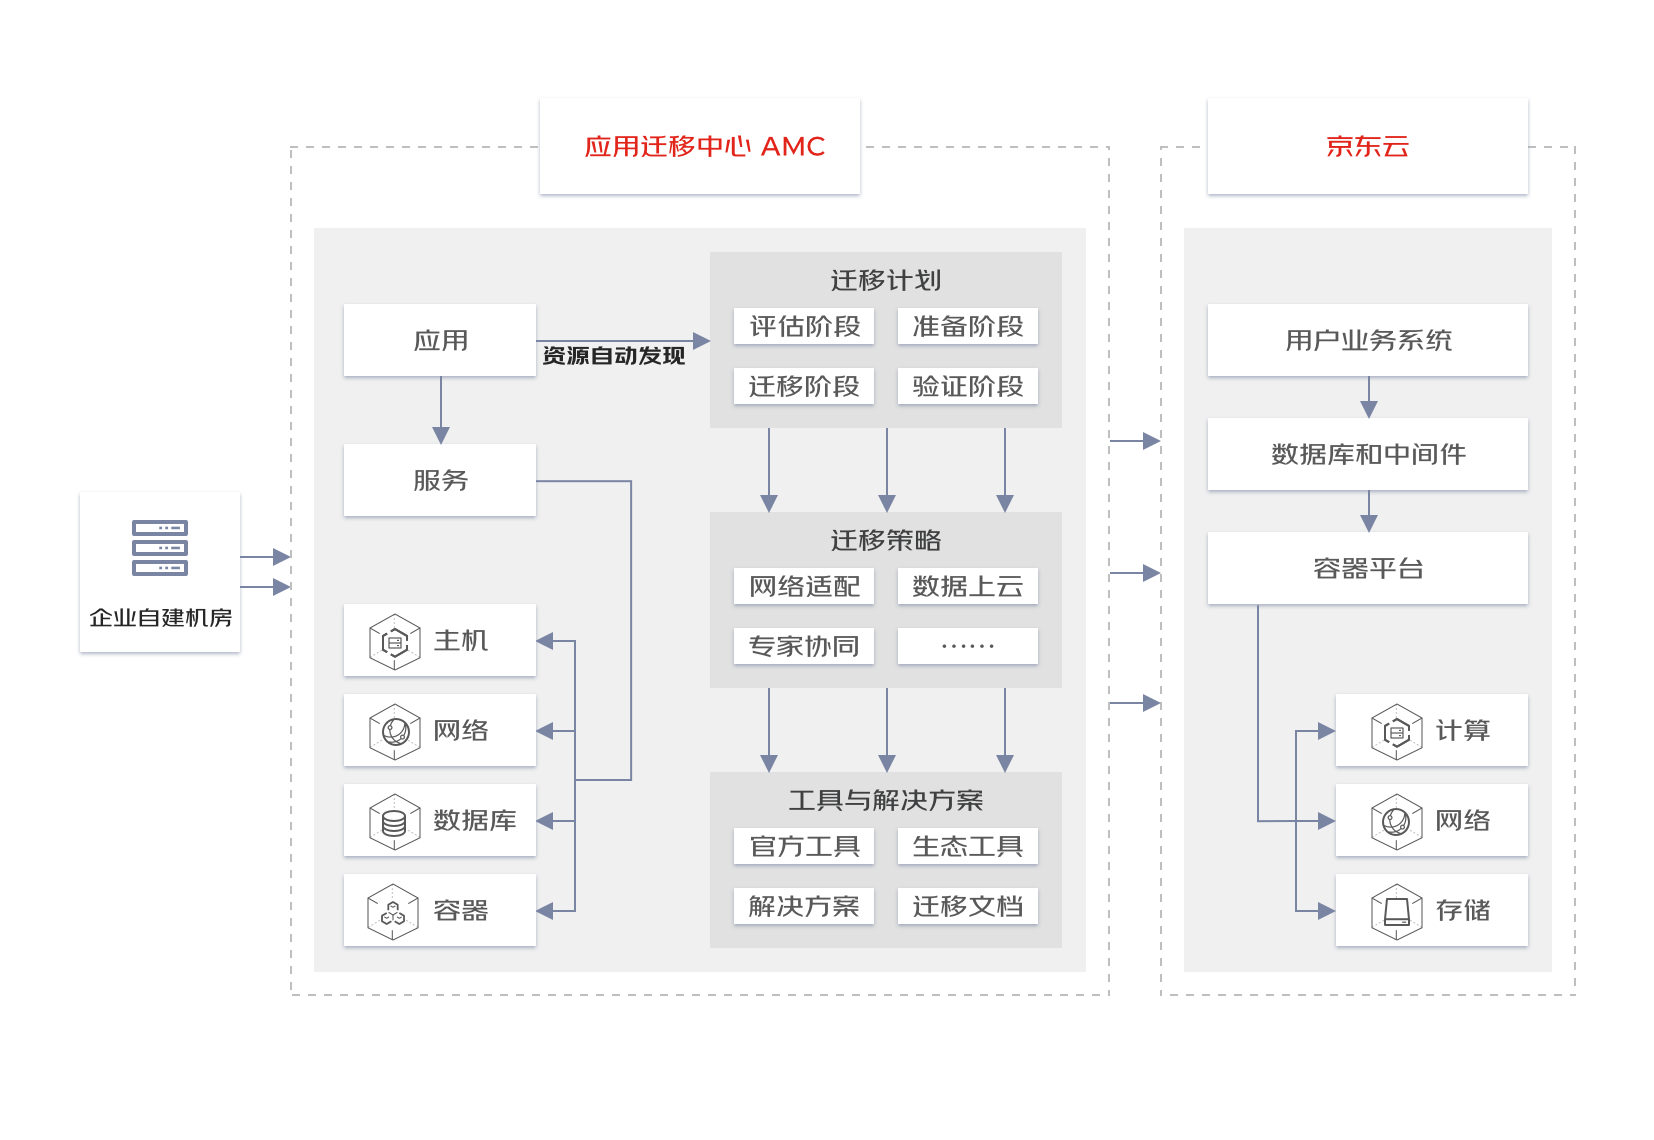 应用迁移中心 AMC
京东云
企业自建机房
应用
资源自动发现
服务
主机
网络
数据库
容器
迁移计划
评估阶段
准备阶段
迁移阶段
验证阶段
迁移策略
网络适配
数据上云
专家协同
······
工具与解决方案
官方工具
生态工具
解决方案
迁移文档
用户业务系统
数据库和中间件
容器平台
计算
网络
存储